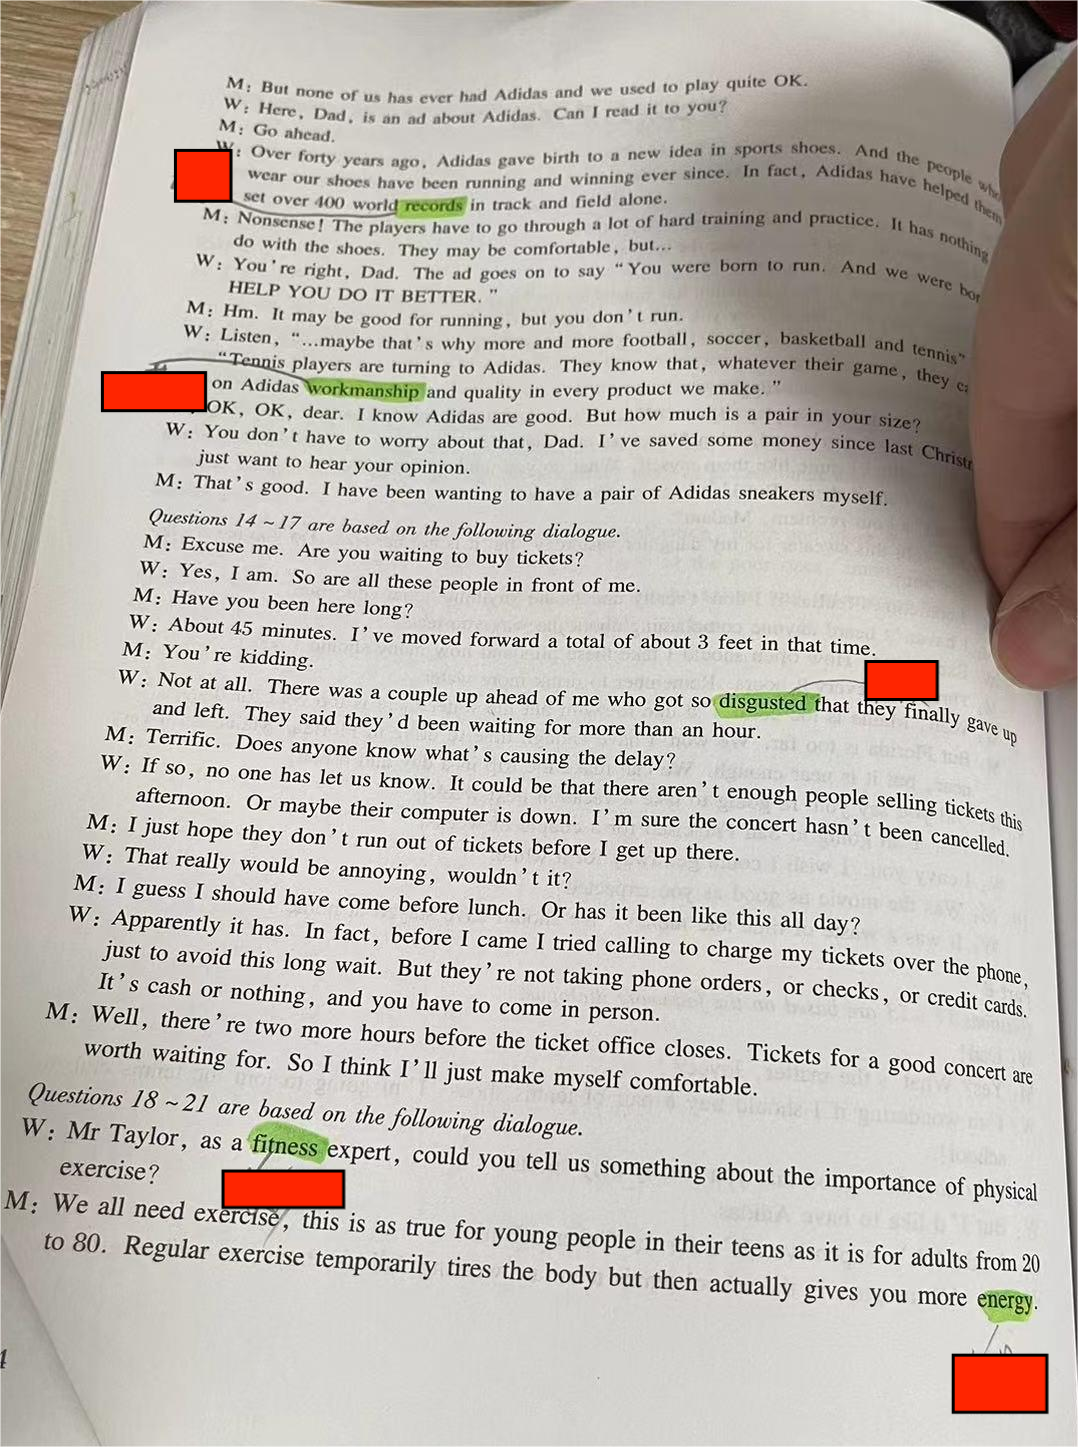 M: But none of us has ever had Adidas and we used to play quite OK.
W: Here, Dad, is an ad about Adidas. Can I read it to you?
M: Go ahead.
W: Over forty years ago, Adidas gave birth to a new idea in sports shoes. And the people who
wear our shoes have been running and winning ever since. In fact, Adidas have helped them
set over 400 world records in track and field alone.
M: Nonsense! The players have to go through a lot of hard training and practice. It has nothing
do with the shoes. They may be comfortable, but...
W: You're right, Dad. The ad goes on to say "You were born to run. And we were bor
HELP YOU DO IT BETTER."
M: Hm. It may be good for running, but you don't run.
W: Listen, "...maybe that's why more and more football, soccer, basketball and tennis"
"Tennis players are turning to Adidas. They know that, whatever their game, they ca
on Adidas workmanship and quality in every product we make."
OK, OK, dear. I know Adidas are good. But how much is a pair in your size?
W: You don't have to worry about that, Dad. I've saved some money since last Christ
just want to hear your opinion.
M: That's good. I have been wanting to have a pair of Adidas sneakers myself.
Questions 14~17 are based on the following dialogue.
M: Excuse me. Are you waiting to buy tickets?
W: Yes, I am. So are all these people in front of me.
M: Have you been here long?
W: About 45 minutes. I've moved forward a total of about 3 feet in that time.
M: You're kidding.
W: Not at all. There was a couple up ahead of me who got so disgusted that they finally gave up
and left. They said they'd been waiting for more than an hour.
M: Terrific. Does anyone know what's causing the delay?
W: If so, no one has let us know. It could be that there aren't enough people selling tickets this
afternoon. Or maybe their computer is down. I'm sure the concert hasn't been cancelled.
M: I just hope they don't run out of tickets before I get up there.
W: That really would be annoying, wouldn't it?
M: I guess I should have come before lunch. Or has it been like this all day?
W: Apparently it has. In fact, before I came I tried calling to charge my tickets over the phone,
just to avoid this long wait. But they're not taking phone orders, or checks, or credit cards.
It's cash or nothing, and you have to come in person.
M: Well, there're two more hours before the ticket office closes. Tickets for a good concert are
worth waiting for. So I think I'll just make myself comfortable.
Questions 18~21 are based on the following dialogue.
W: Mr Taylor, as a fitness expert, could you tell us something about the importance of physical
exercise?
M: We all need exercise, this is as true for young people in their teens as it is for adults from 20
to 80. Regular exercise temporarily tires the body but then actually gives you more energy.
4